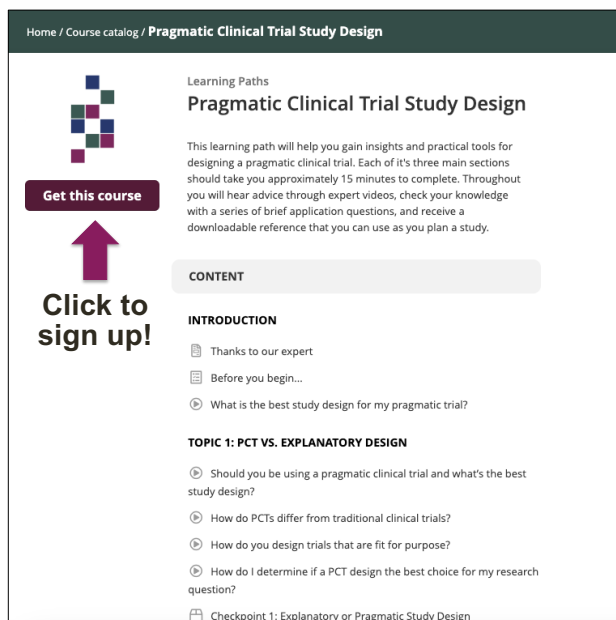 Home / Course catalog / Pragmatic Clinical Trial Study Design
Learning Paths
Pragmatic Clinical Trial Study Design
This learning path will help you gain insights and practical tools for
designing a pragmatic clinical trial. Each of it's three main sections
should take you approximately 15 minutes to complete. Throughout
you will hear advice through expert videos, check your knowledge
with a series of brief application questions, and receive a
downloadable reference that you can use as you plan a study.
Get this course
Click to
sign up!
CONTENT
INTRODUCTION
Thanks to our expert
Before you begin...
What is the best study design for my pragmatic trial?
TOPIC 1: PCT VS. EXPLANATORY DESIGN
Should you be using a pragmatic clinical trial and what's the best
study design?
How do PCTs differ from traditional clinical trials?
How do you design trials that are fit for purpose?
How do I determine if a PCT design the best choice for my research
question?
Checkpoint 1: Explanatory or Pragmatic Study Design